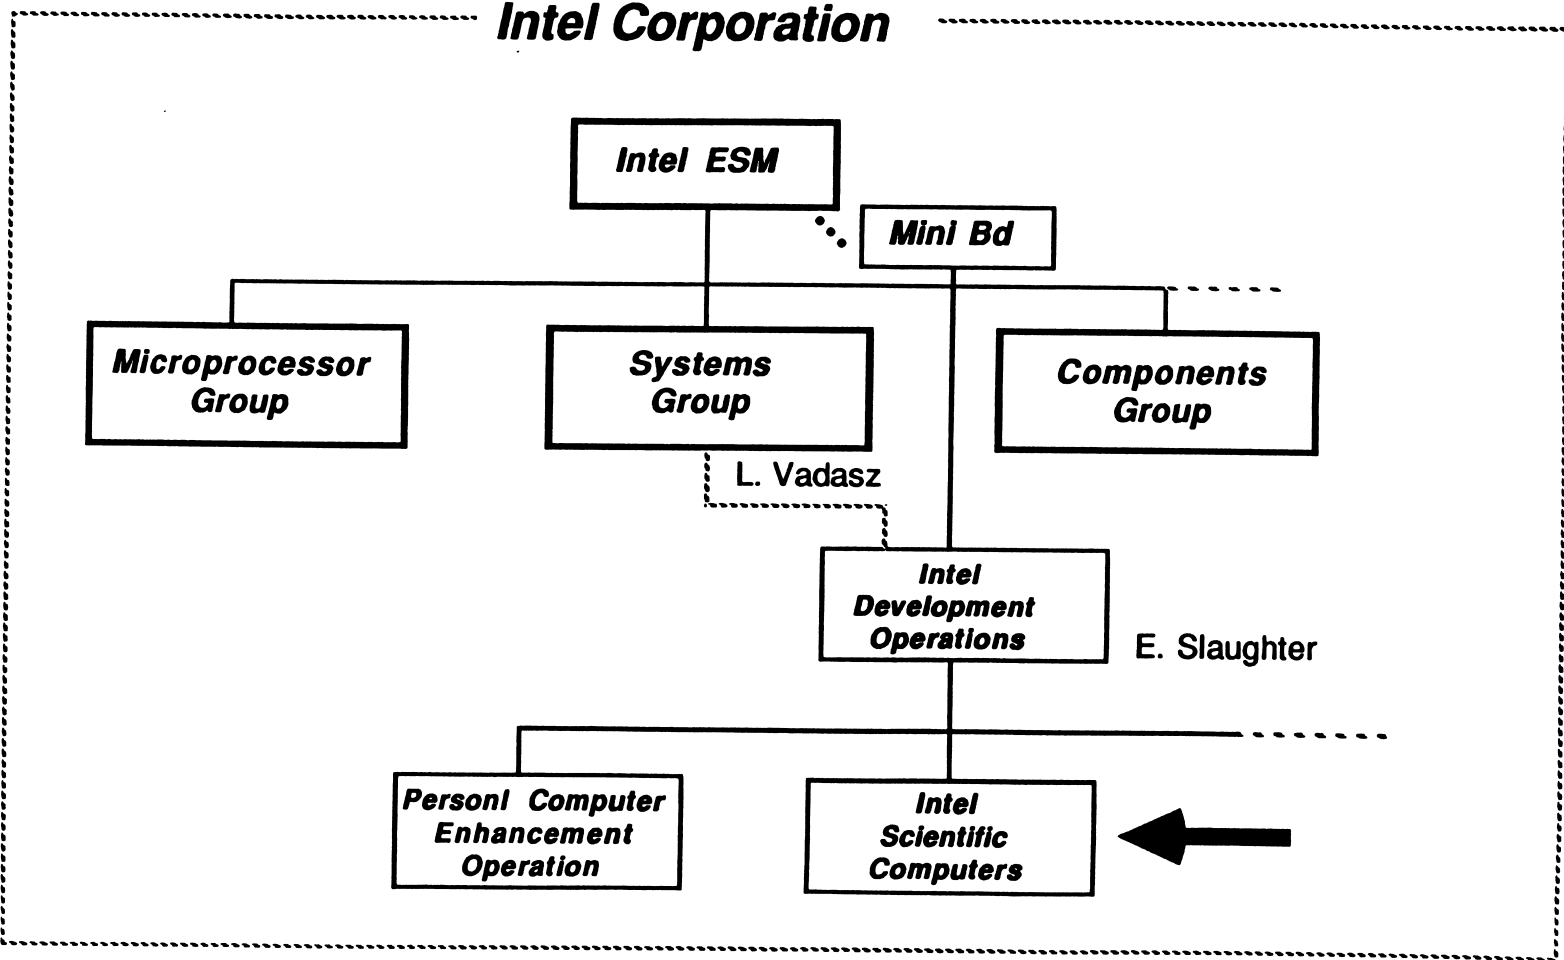 Intel Corporation
Intel ESM
Mini Bd
Microprocessor
Group
Systems
Group
Components
Group
L. Vadasz
Intel
Development
Operations
E. Slaughter
Personl Computer
Enhancement
Operation
Intel
Scientific
Computers